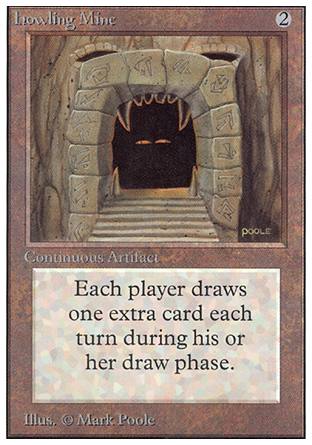 Howling Mine 2
POOLE
Continuous Artifact
Each player draws
one extra card each
turn during his or
her draw phase.
Illus. © Mark Poole